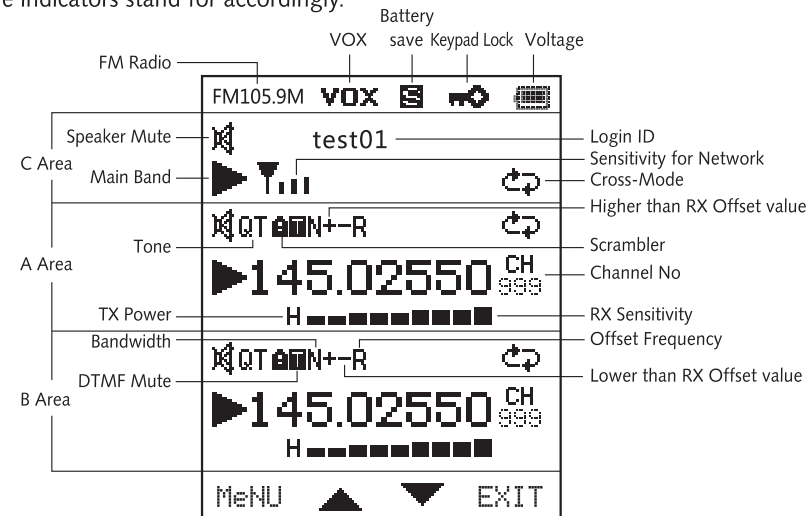 e indicators stand for accordingly.
Battery
VOX save Keypad Lock Voltage
FM Radio
FM105.9M VOX S
Speaker Mute test01 Login ID
Sensitivity for Network
C Area Main Band Cross-Mode
Higher than RX Offset value
QT T N+-R
Tone Scrambler
A Area 145.02550 CH 999 Channel No
TX Power H RX Sensitivity
Bandwidth Offset Frequency
QT T N+-R
DTMF Mute Lower than RX Offset value
B Area 145.02550 CH 999
H
MeNU EXIT